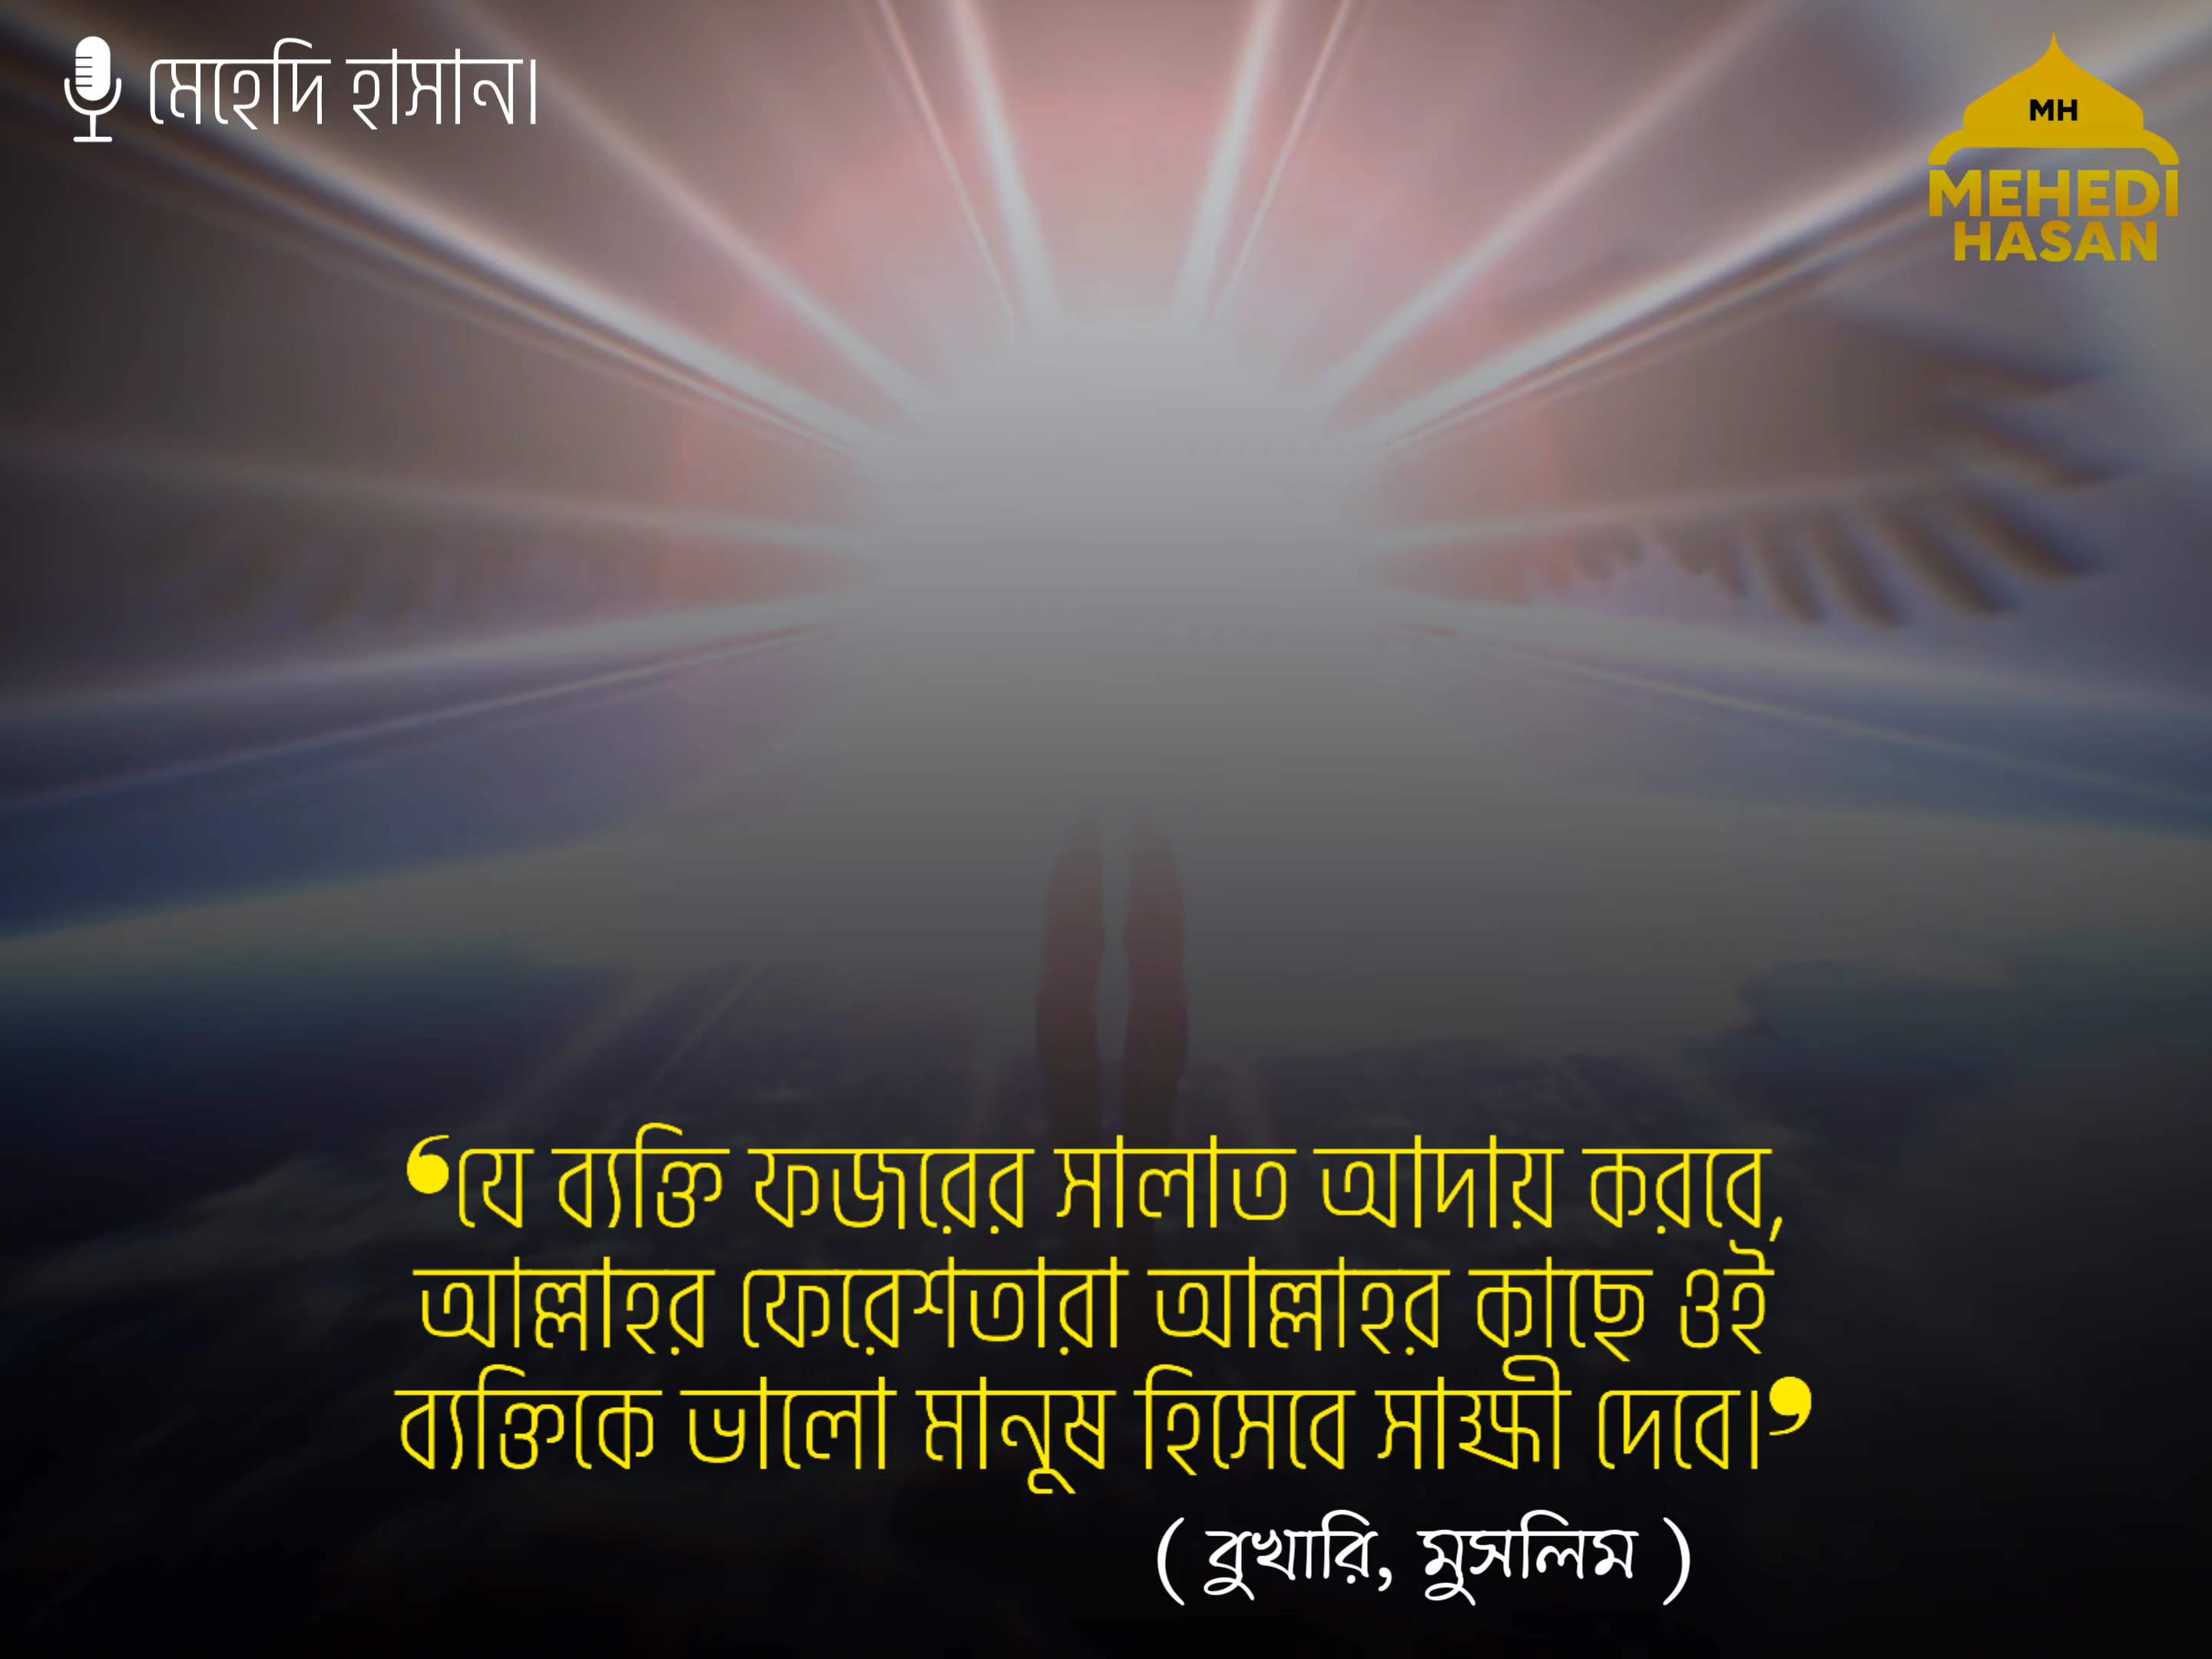 মেহেদি হাসান।
MH
MEHEDI
HASAN
‘যে ব্যক্তি ফজরের সালাত আদায় করবে,
আল্লাহর ফেরেশতারা আল্লাহর কাছে ওই
ব্যক্তিকে ভালো মানুষ হিসেবে সাক্ষী দেবে।’
( বুখারি, মুসলিম )